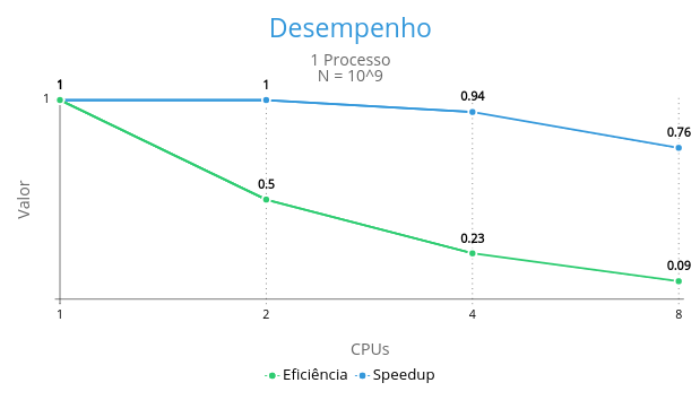 Desempenho
1 Processo
N = 10^9
1
1
0.94
0.76
1
0.5
0.23
0.09
Valor
1
2
4
8
CPUs
Eficiência
Speedup